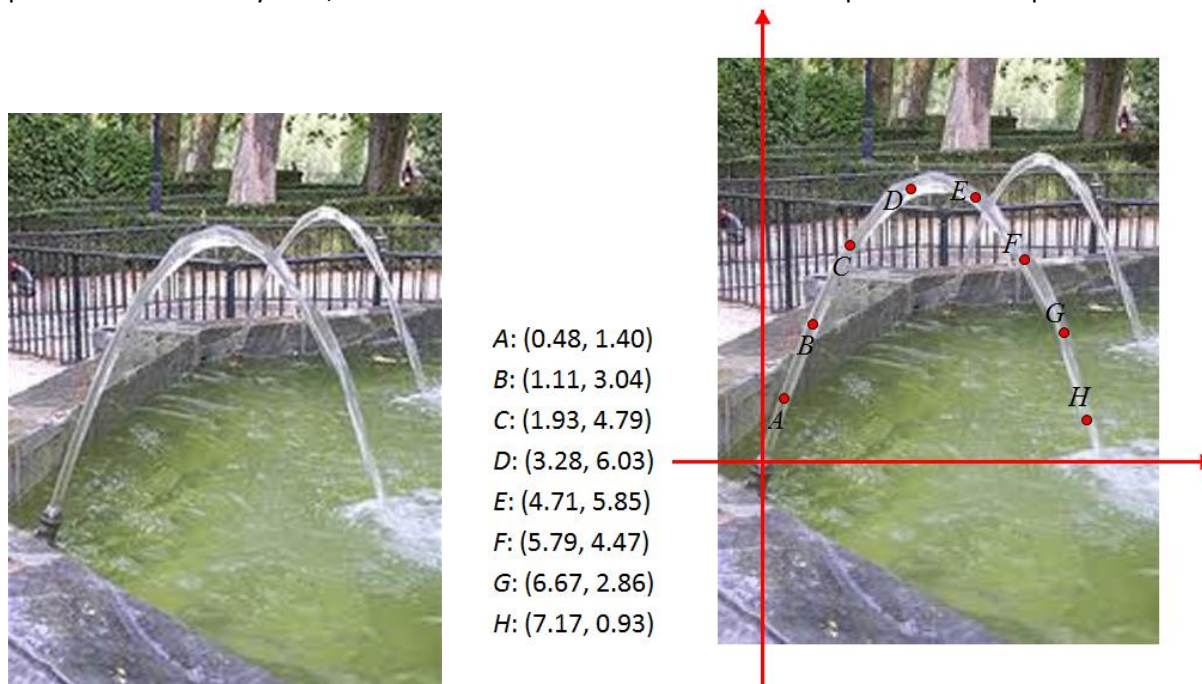 A: (0.48, 1.40)
B: (1.11, 3.04)
C: (1.93, 4.79)
D: (3.28, 6.03)
E: (4.71, 5.85)
F: (5.79, 4.47)
G: (6.67, 2.86)
H: (7.17, 0.93)
D
E
C
F
B
G
A
H